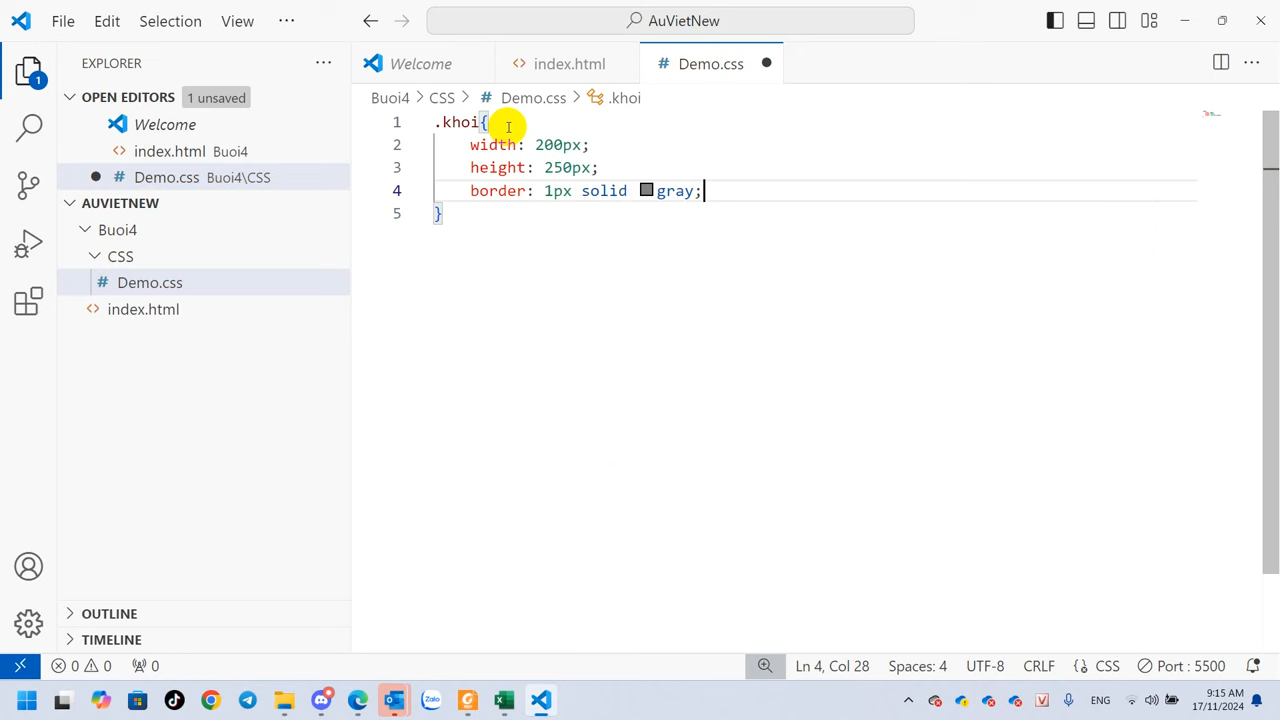 File Edit Selection View ··· AuVietNew
EXPLORER ···
OPEN EDITORS 1 unsaved
Welcome
index.html Buoi4
Demo.css Buoi4\CSS
AUVIETNEW
Buoi4
CSS
Demo.css
index.html
OUTLINE
TIMELINE
1
Welcome index.html Demo.css ···
Buoi4 > CSS > Demo.css > .khoi
1 .khoi{
2 width: 200px;
3 height: 250px;
4 border: 1px solid gray;
5 }
0 0 0 Ln 4, Col 28 Spaces: 4 UTF-8 CRLF CSS Port : 5500
Zalo ENG 9:15 AM
17/11/2024